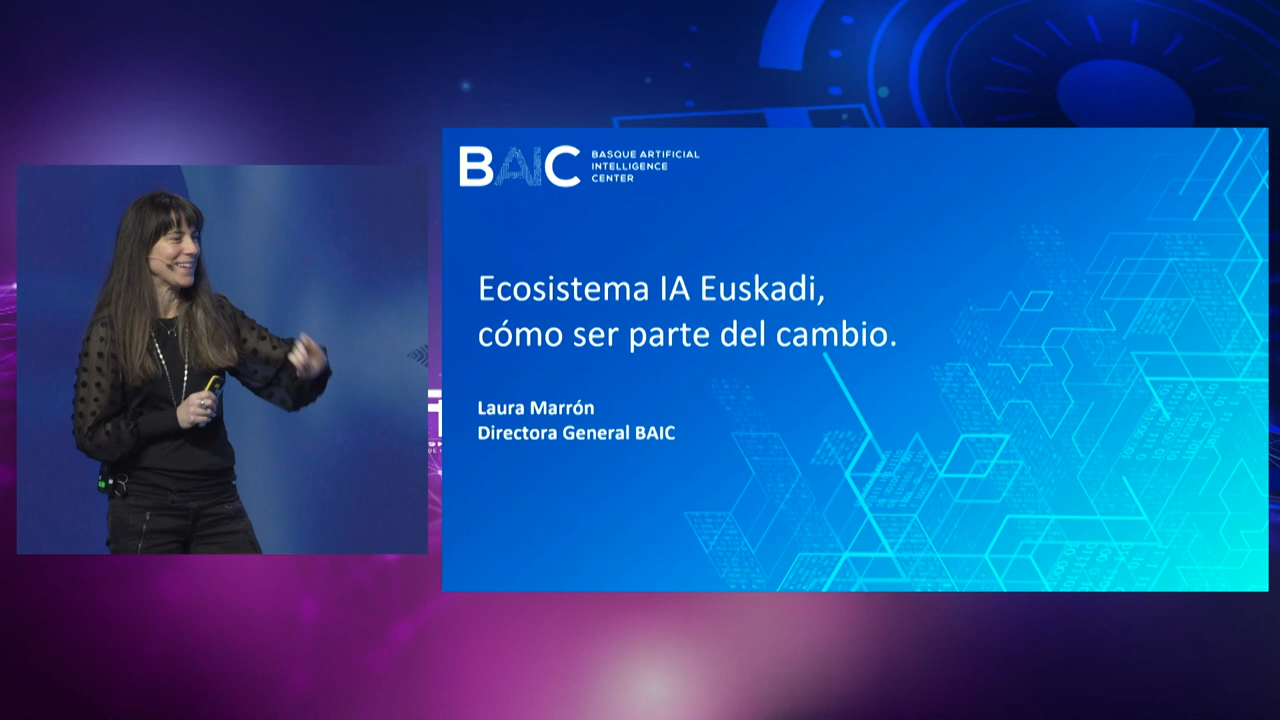 BAIC
BASQUE ARTIFICIAL
INTELLIGENCE
CENTER
Ecosistema IA Euskadi,
cómo ser parte del cambio.
Laura Marrón
Directora General BAIC